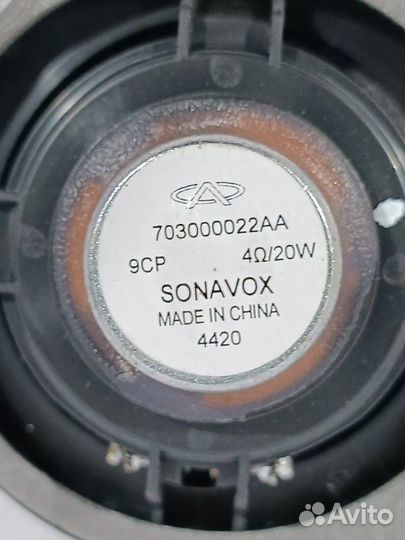 703000022AA
9CP 4Ω/20W
SONAVOX
MADE IN CHINA
4420
Avito